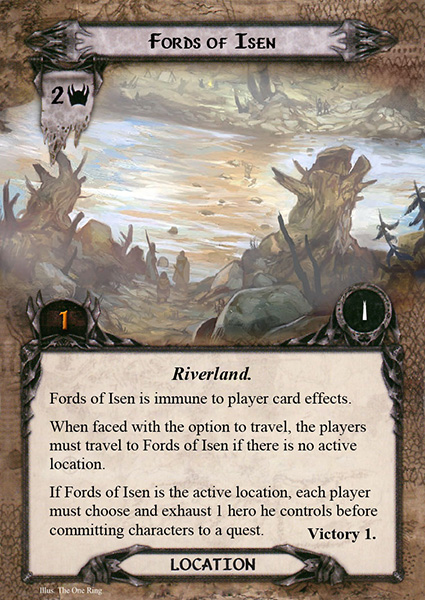 FORDS OF ISEN
2
1
1
Riverland.
Fords of Isen is immune to player card effects.
When faced with the option to travel, the players
must travel to Fords of Isen if there is no active
location.
If Fords of Isen is the active location, each player
must choose and exhaust 1 hero he controls before
committing characters to a quest. Victory 1.
LOCATION
Illus. The One Ring